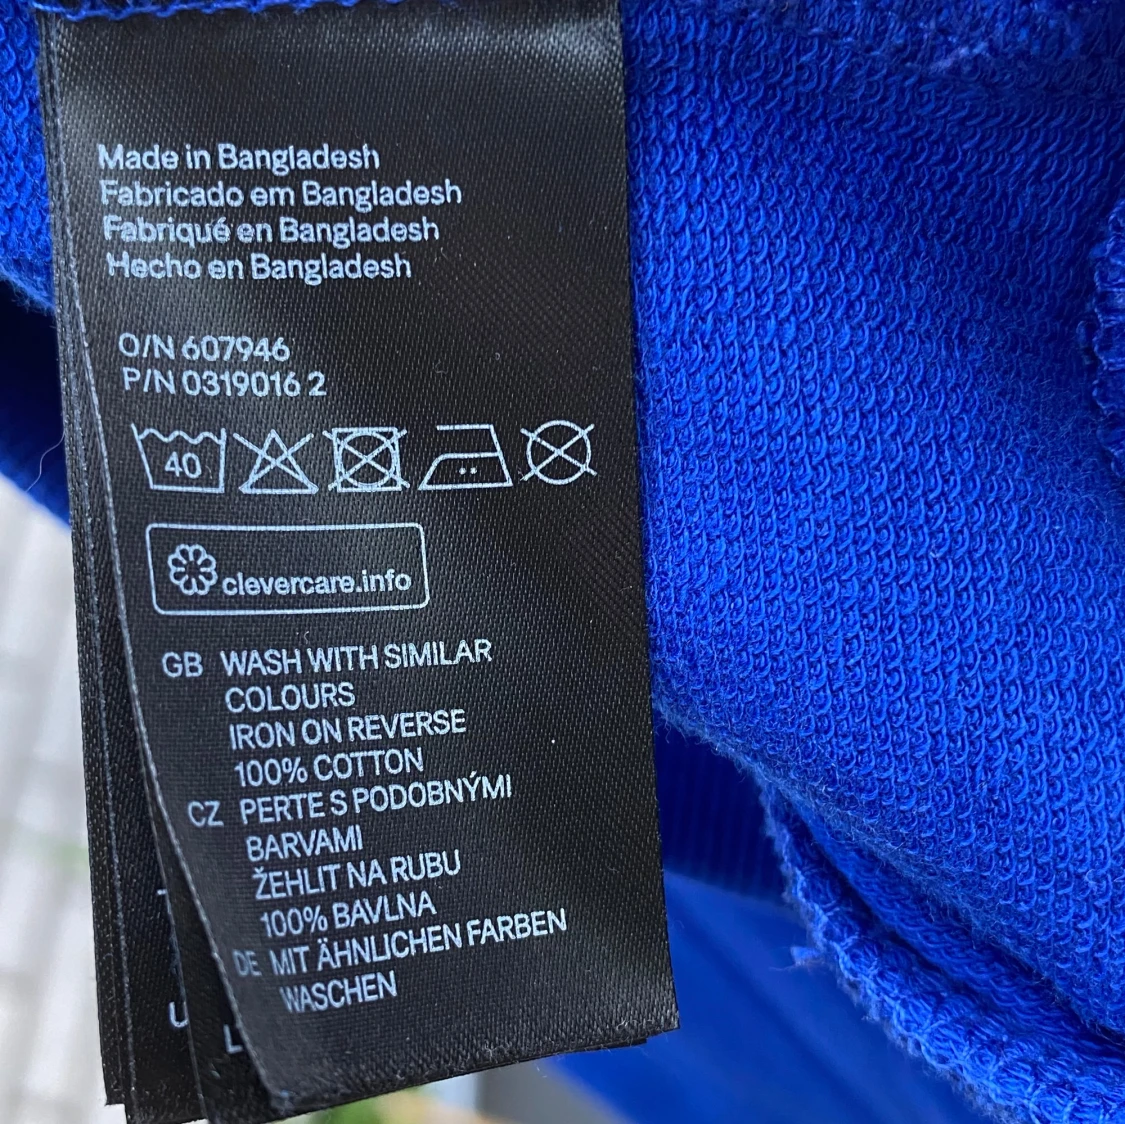 Made in Bangladesh
Fabricado em Bangladesh
Fabriqué en Bangladesh
Hecho en Bangladesh
O/N 607946
P/N 0319016 2
40
clevercare.info
GB WASH WITH SIMILAR
COLOURS
IRON ON REVERSE
100% COTTON
CZ PERTE S PODOBNÝMI
BARVAMI
ŽEHLIT NA RUBU
100% BAVLNA
DE MIT ÄHNLICHEN FARBEN
WASCHEN